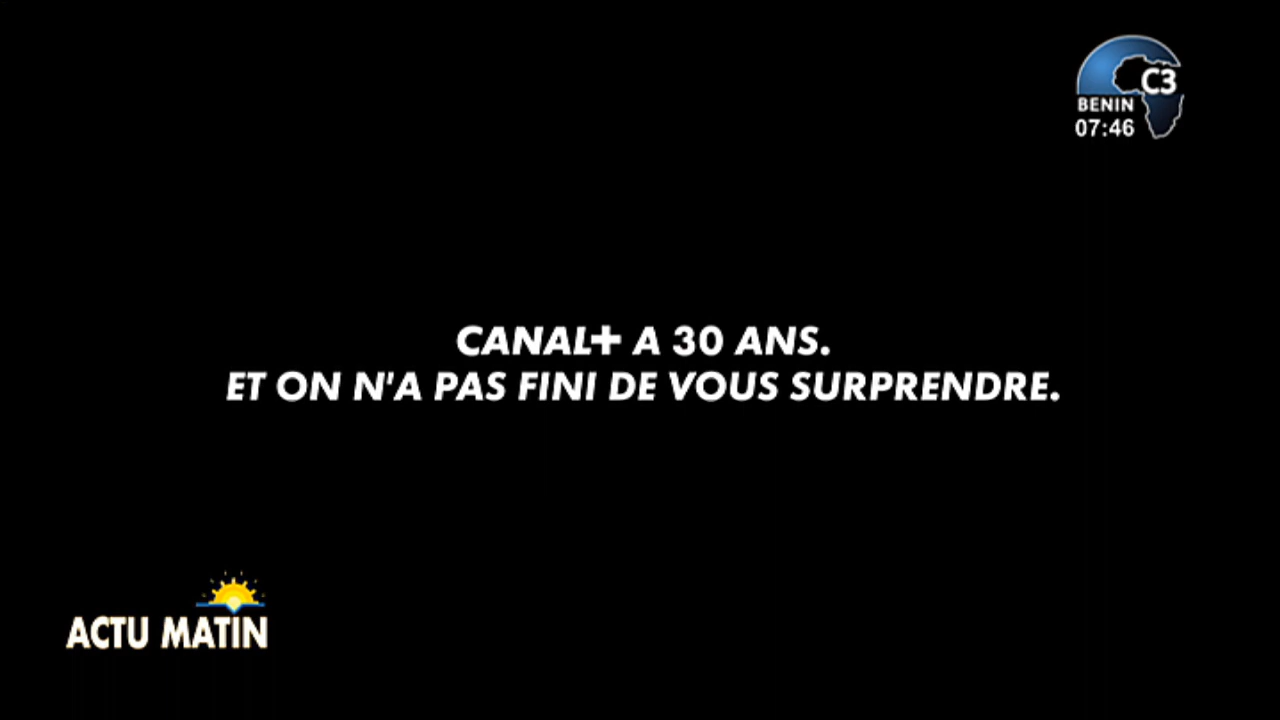 C3
BENIN
07:46
CANAL+ A 30 ANS.
ET ON N'A PAS FINI DE VOUS SURPRENDRE.
ACTU MATIN